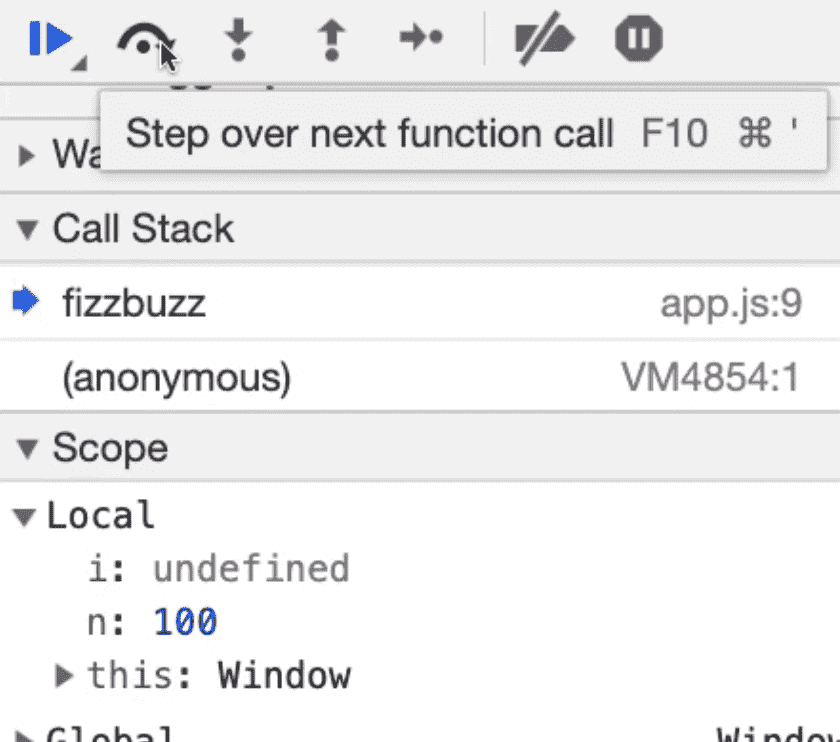 Step over next function call F10 ⌘ '
Wa
Call Stack
fizzbuzz app.js:9
(anonymous) VM4854:1
Scope
Local
i: undefined
n: 100
this: Window
Global Window